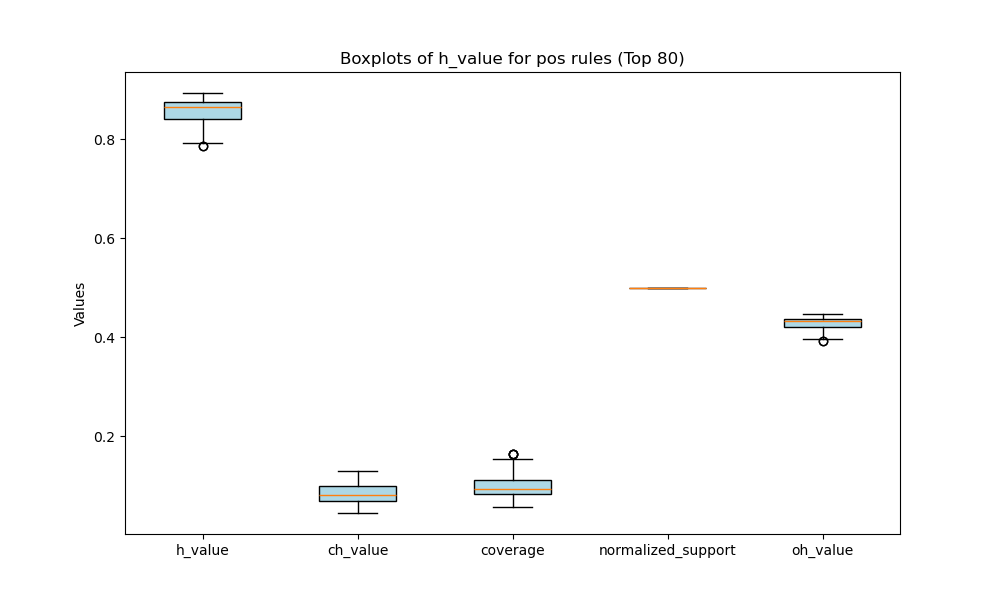 Boxplots of h_value for pos rules (Top 80)
Values
0.8
0.6
0.4
0.2
h_value
ch_value
coverage
normalized_support
oh_value